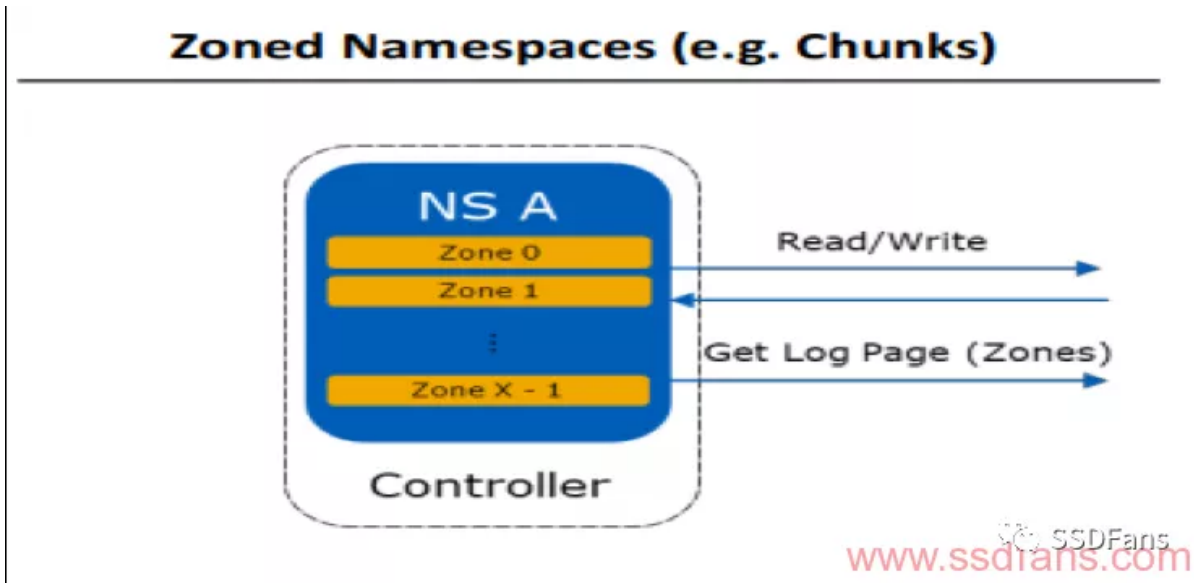 Zoned Namespaces (e.g. Chunks)
NS A
Zone 0
Zone 1
⋮
Zone X - 1
Controller
Read/Write
Get Log Page (Zones)
SSDFans
www.ssdfans.com